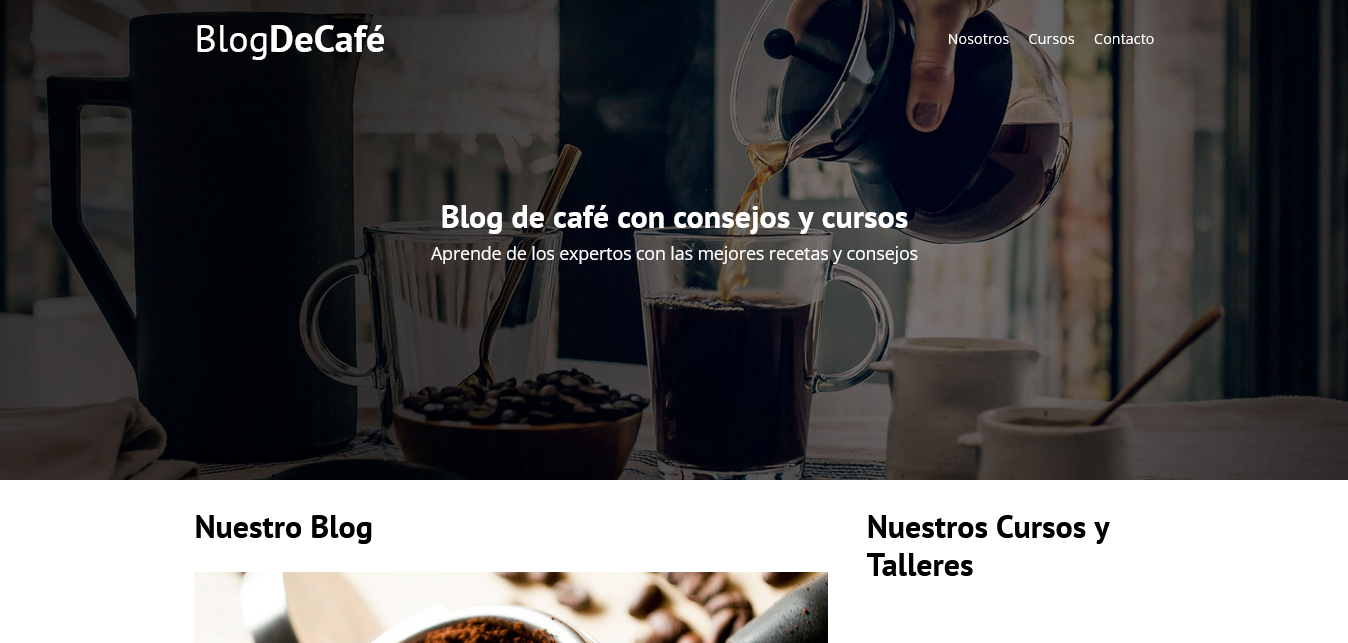 BlogDeCafé
Nosotros Cursos Contacto
Blog de café con consejos y cursos
Aprende de los expertos con las mejores recetas y consejos
Nuestro Blog
Nuestros Cursos y
Talleres